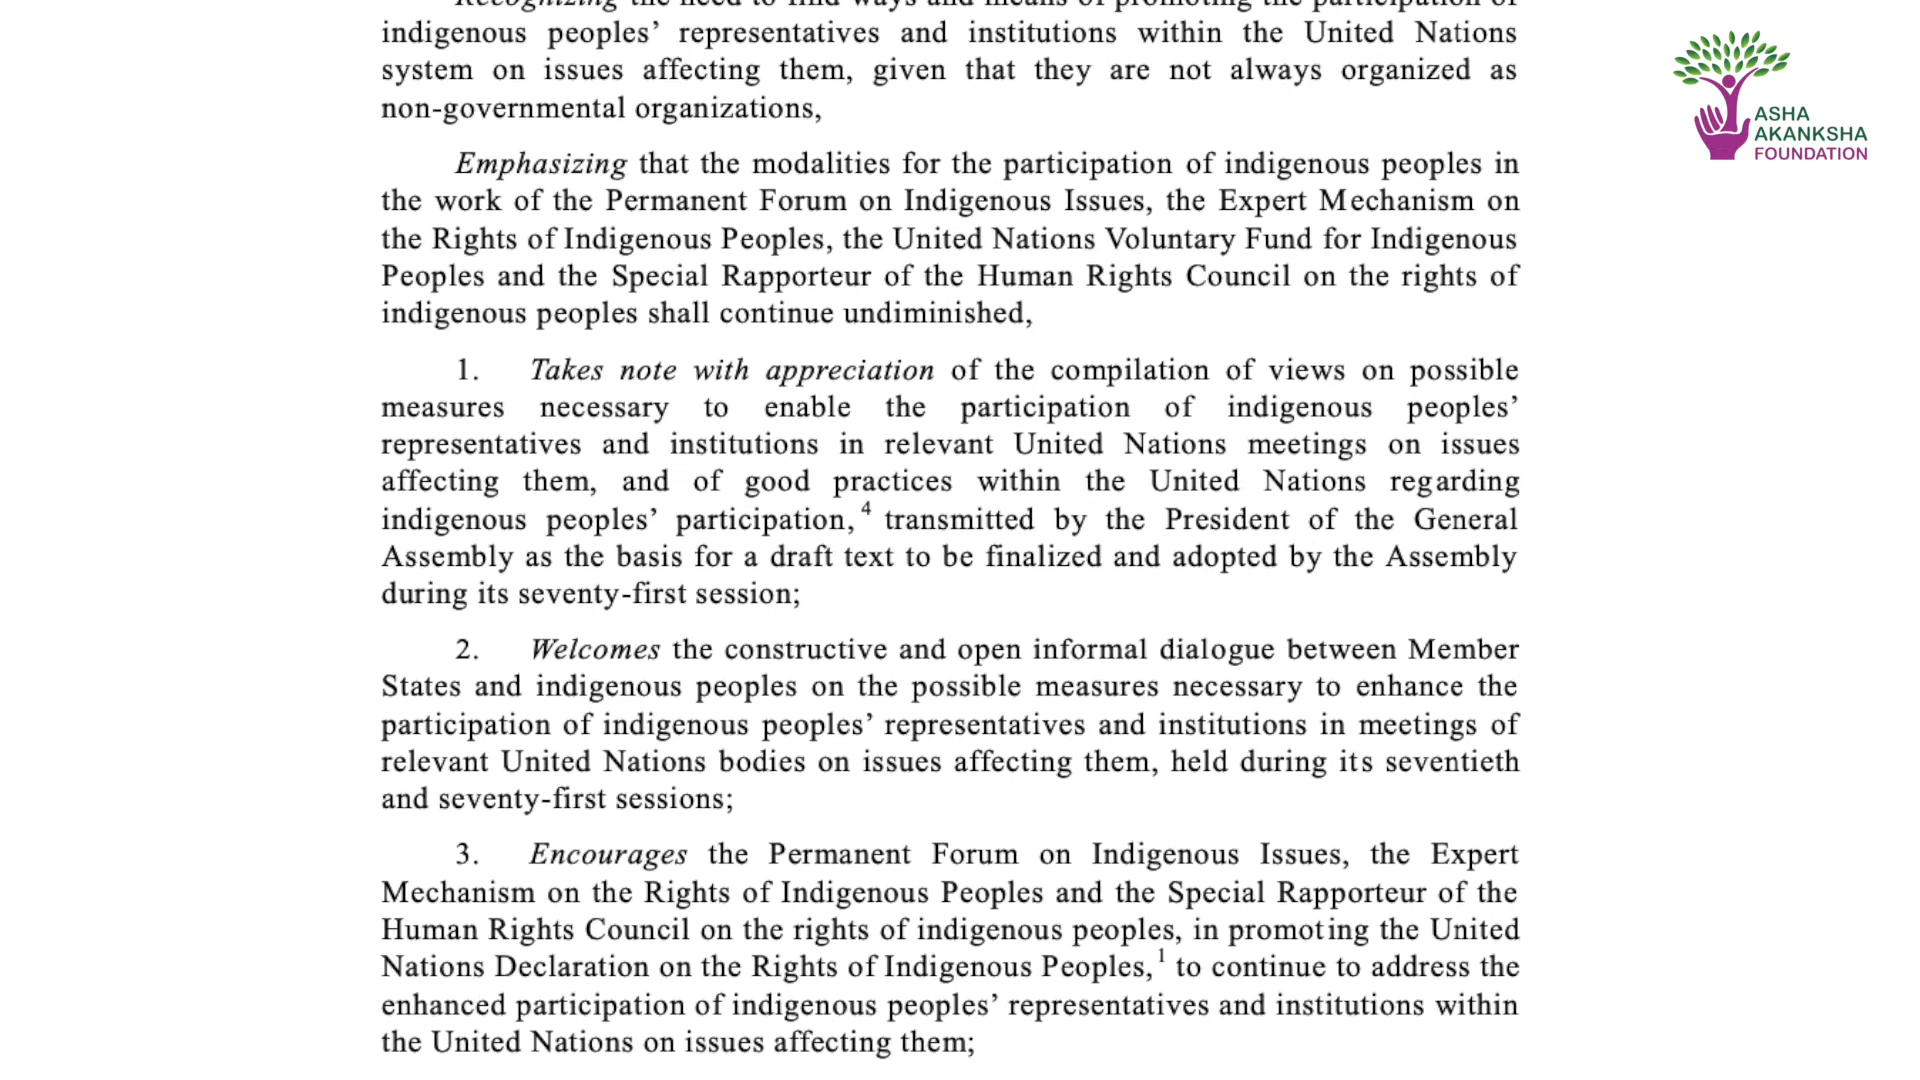 Recognizing the need to find ways and means of promoting the participation of
indigenous peoples’ representatives and institutions within the United Nations
system on issues affecting them, given that they are not always organized as
non-governmental organizations,
Emphasizing that the modalities for the participation of indigenous peoples in
the work of the Permanent Forum on Indigenous Issues, the Expert Mechanism on
the Rights of Indigenous Peoples, the United Nations Voluntary Fund for Indigenous
Peoples and the Special Rapporteur of the Human Rights Council on the rights of
indigenous peoples shall continue undiminished,
1. Takes note with appreciation of the compilation of views on possible
measures necessary to enable the participation of indigenous peoples’
representatives and institutions in relevant United Nations meetings on issues
affecting them, and of good practices within the United Nations regarding
indigenous peoples’ participation, 4 transmitted by the President of the General
Assembly as the basis for a draft text to be finalized and adopted by the Assembly
during its seventy-first session;
2. Welcomes the constructive and open informal dialogue between Member
States and indigenous peoples on the possible measures necessary to enhance the
participation of indigenous peoples’ representatives and institutions in meetings of
relevant United Nations bodies on issues affecting them, held during its seventieth
and seventy-first sessions;
3. Encourages the Permanent Forum on Indigenous Issues, the Expert
Mechanism on the Rights of Indigenous Peoples and the Special Rapporteur of the
Human Rights Council on the rights of indigenous peoples, in promoting the United
Nations Declaration on the Rights of Indigenous Peoples,1 to continue to address the
enhanced participation of indigenous peoples’ representatives and institutions within
the United Nations on issues affecting them;
ASHA
AKANKSHA
FOUNDATION